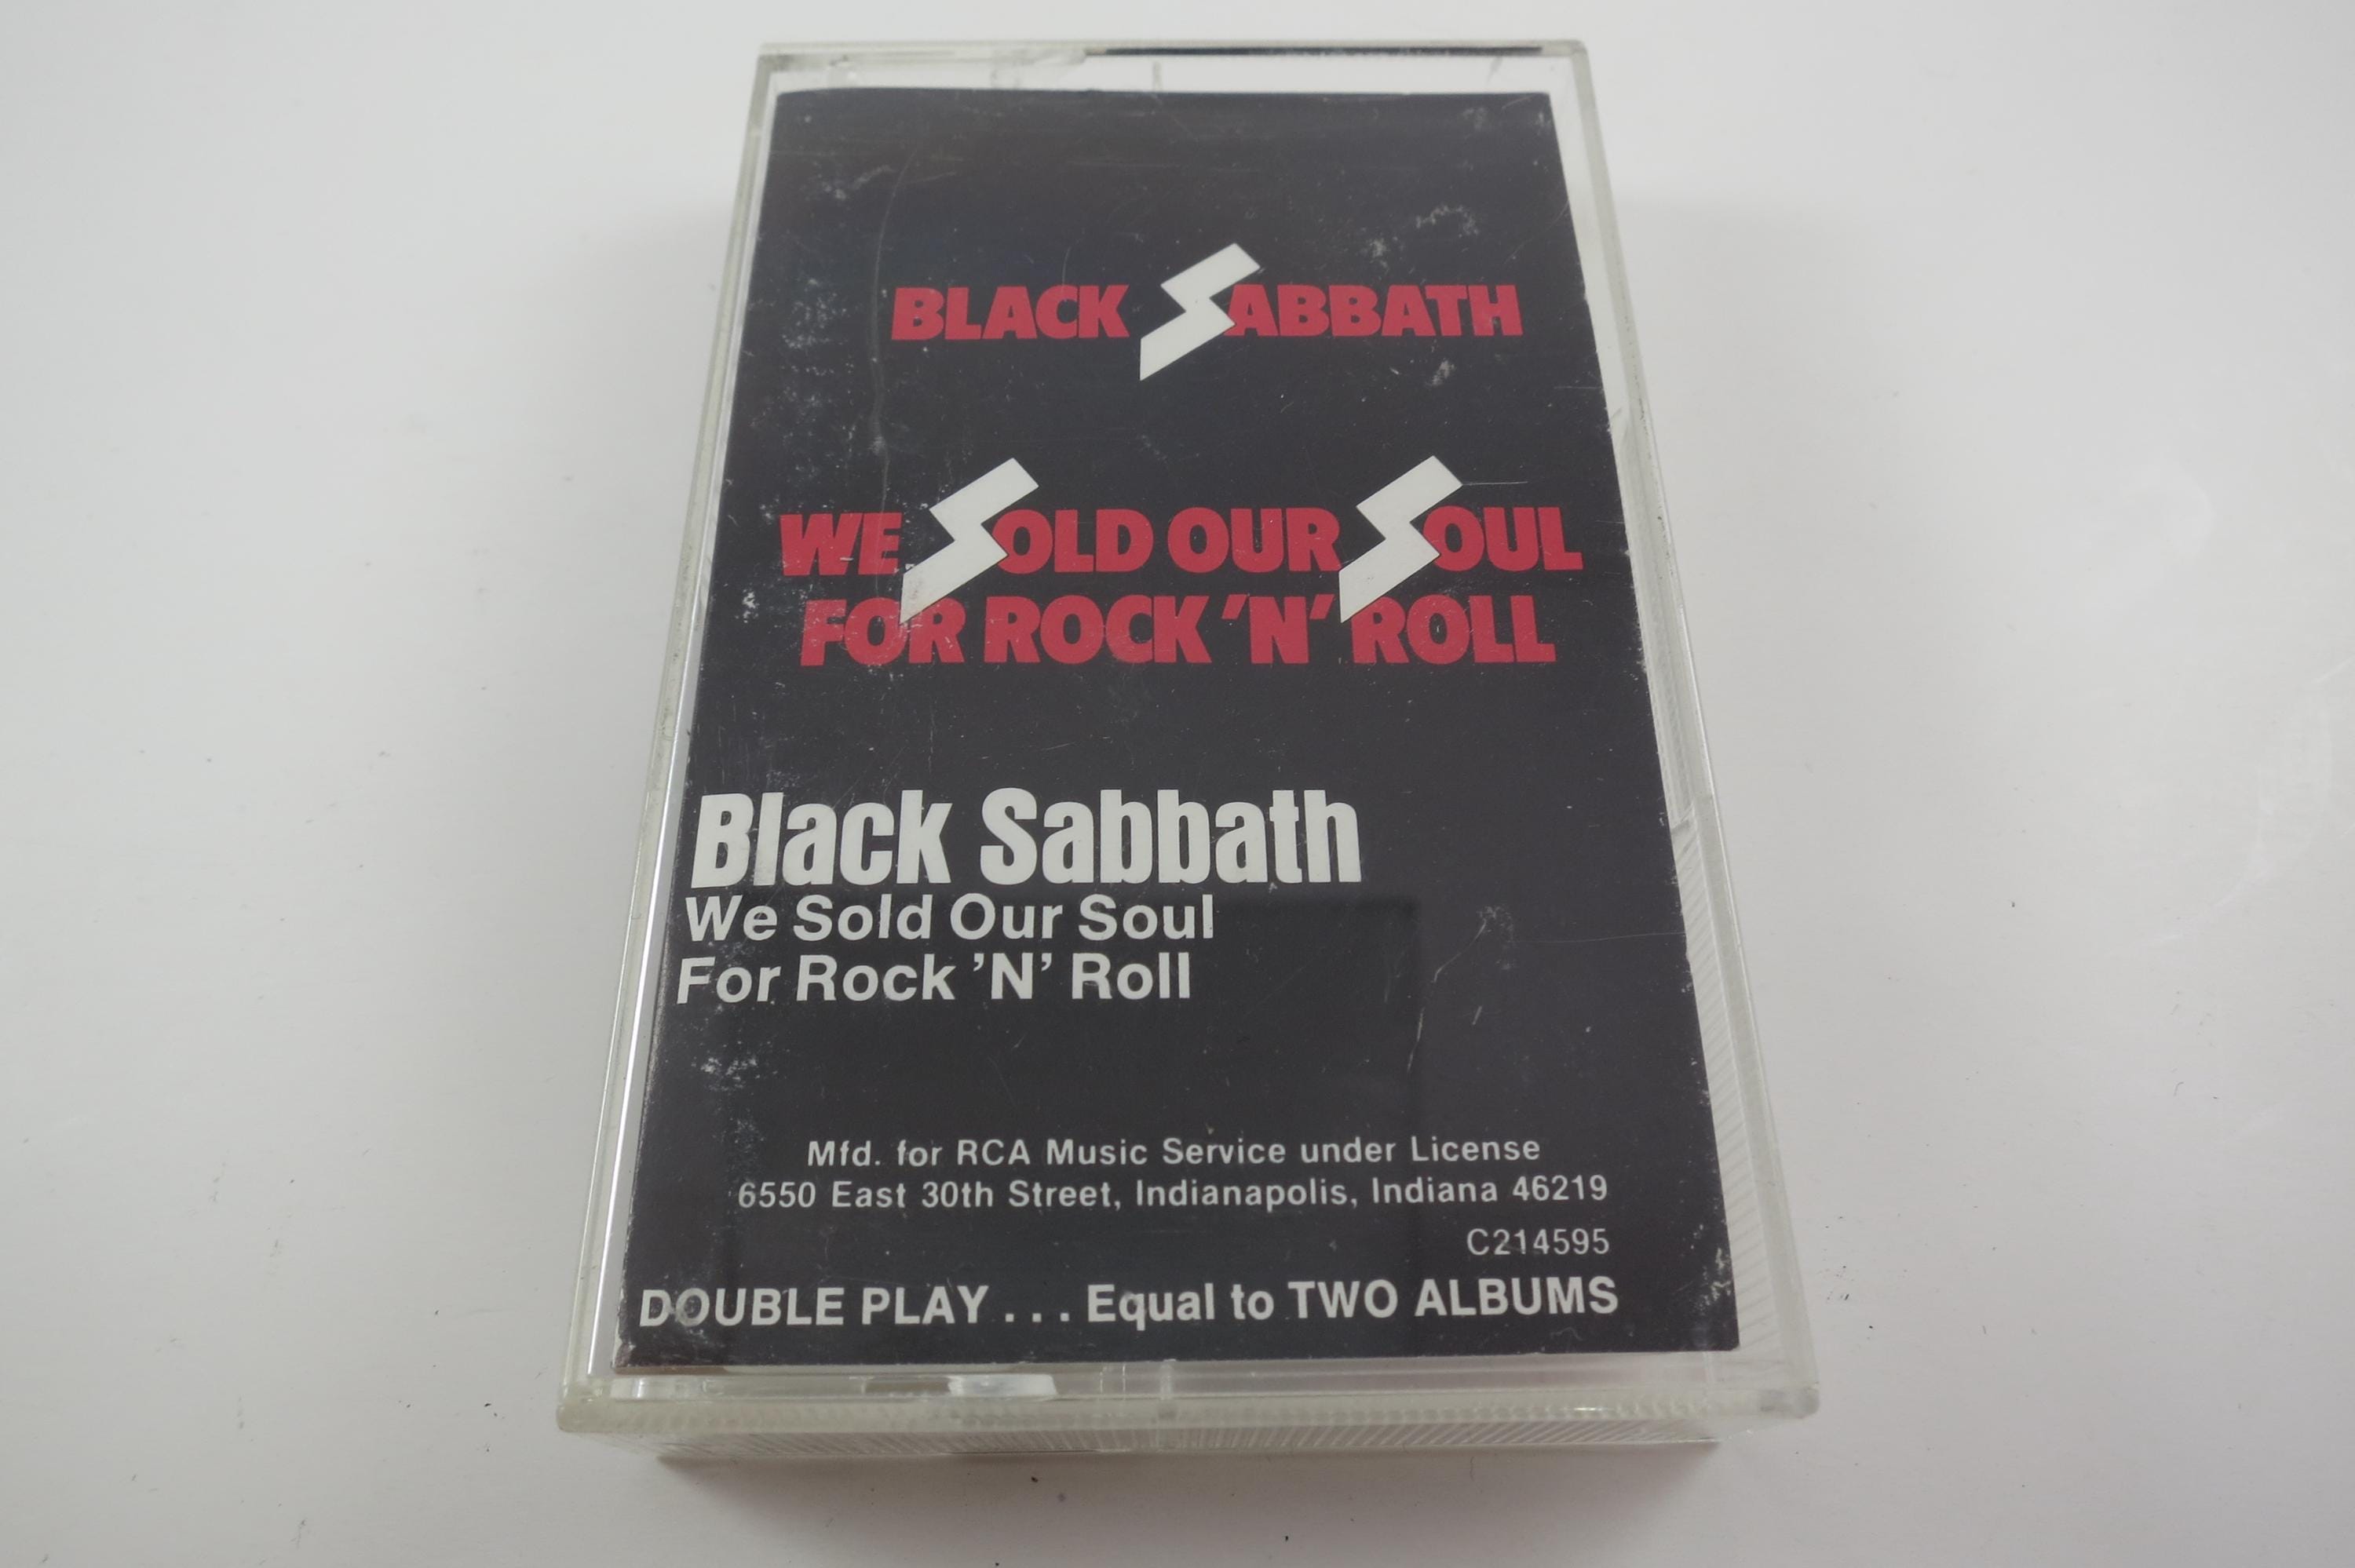 BLACK SABBATH
WE SOLD OUR SOUL
FOR ROCK 'N' ROLL
Black Sabbath
We Sold Our Soul
For Rock 'N' Roll
Mfd. for RCA Music Service under License
6550 East 30th Street, Indianapolis, Indiana 46219
C214595
DOUBLE PLAY . . . Equal to TWO ALBUMS